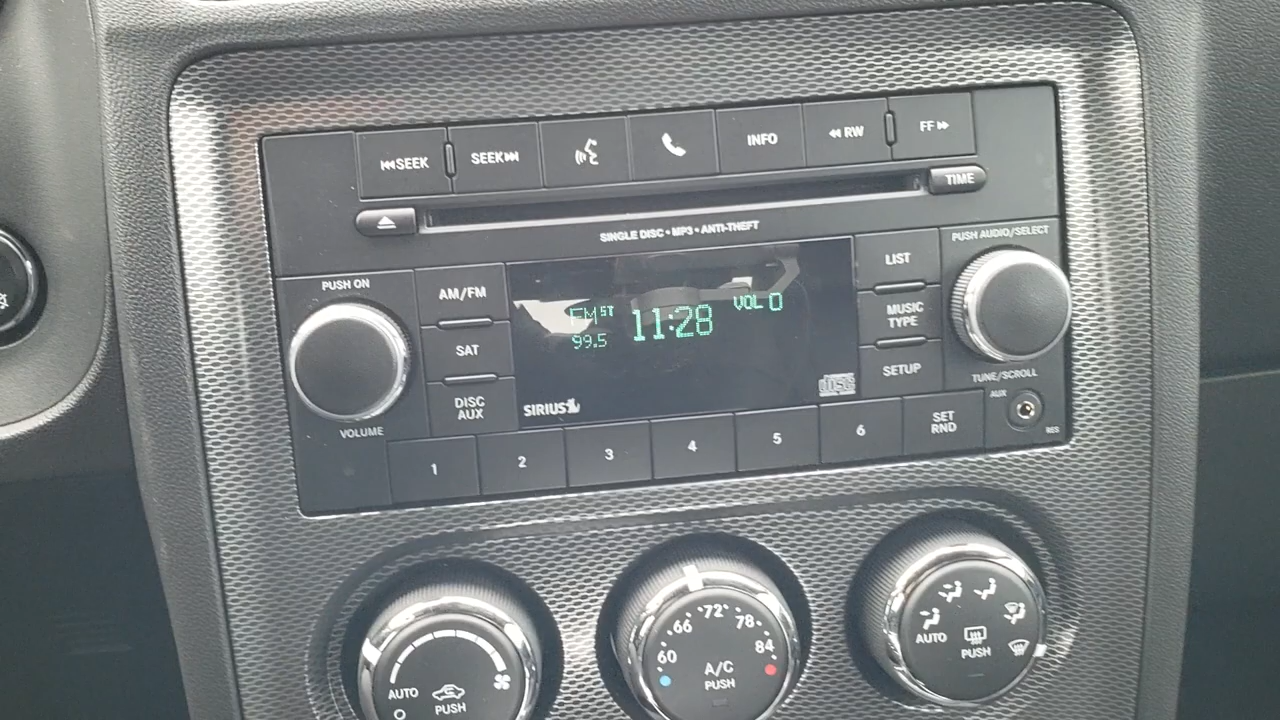 SEEK
SEEK
INFO
RW
FF
TIME
SINGLE DISC • MP3 • ANTI-THEFT
PUSH ON
VOLUME
AM/FM
SAT
DISC
AUX
FM ST
99.5
11:28
VOL 0
SIRIUS
disc
LIST
MUSIC
TYPE
SETUP
PUSH AUDIO/SELECT
TUNE/SCROLL
AUX
RES
1
2
3
4
5
6
SET
RND
AUTO
O
PUSH
60
66
72
78
84
A/C
PUSH
AUTO
PUSH